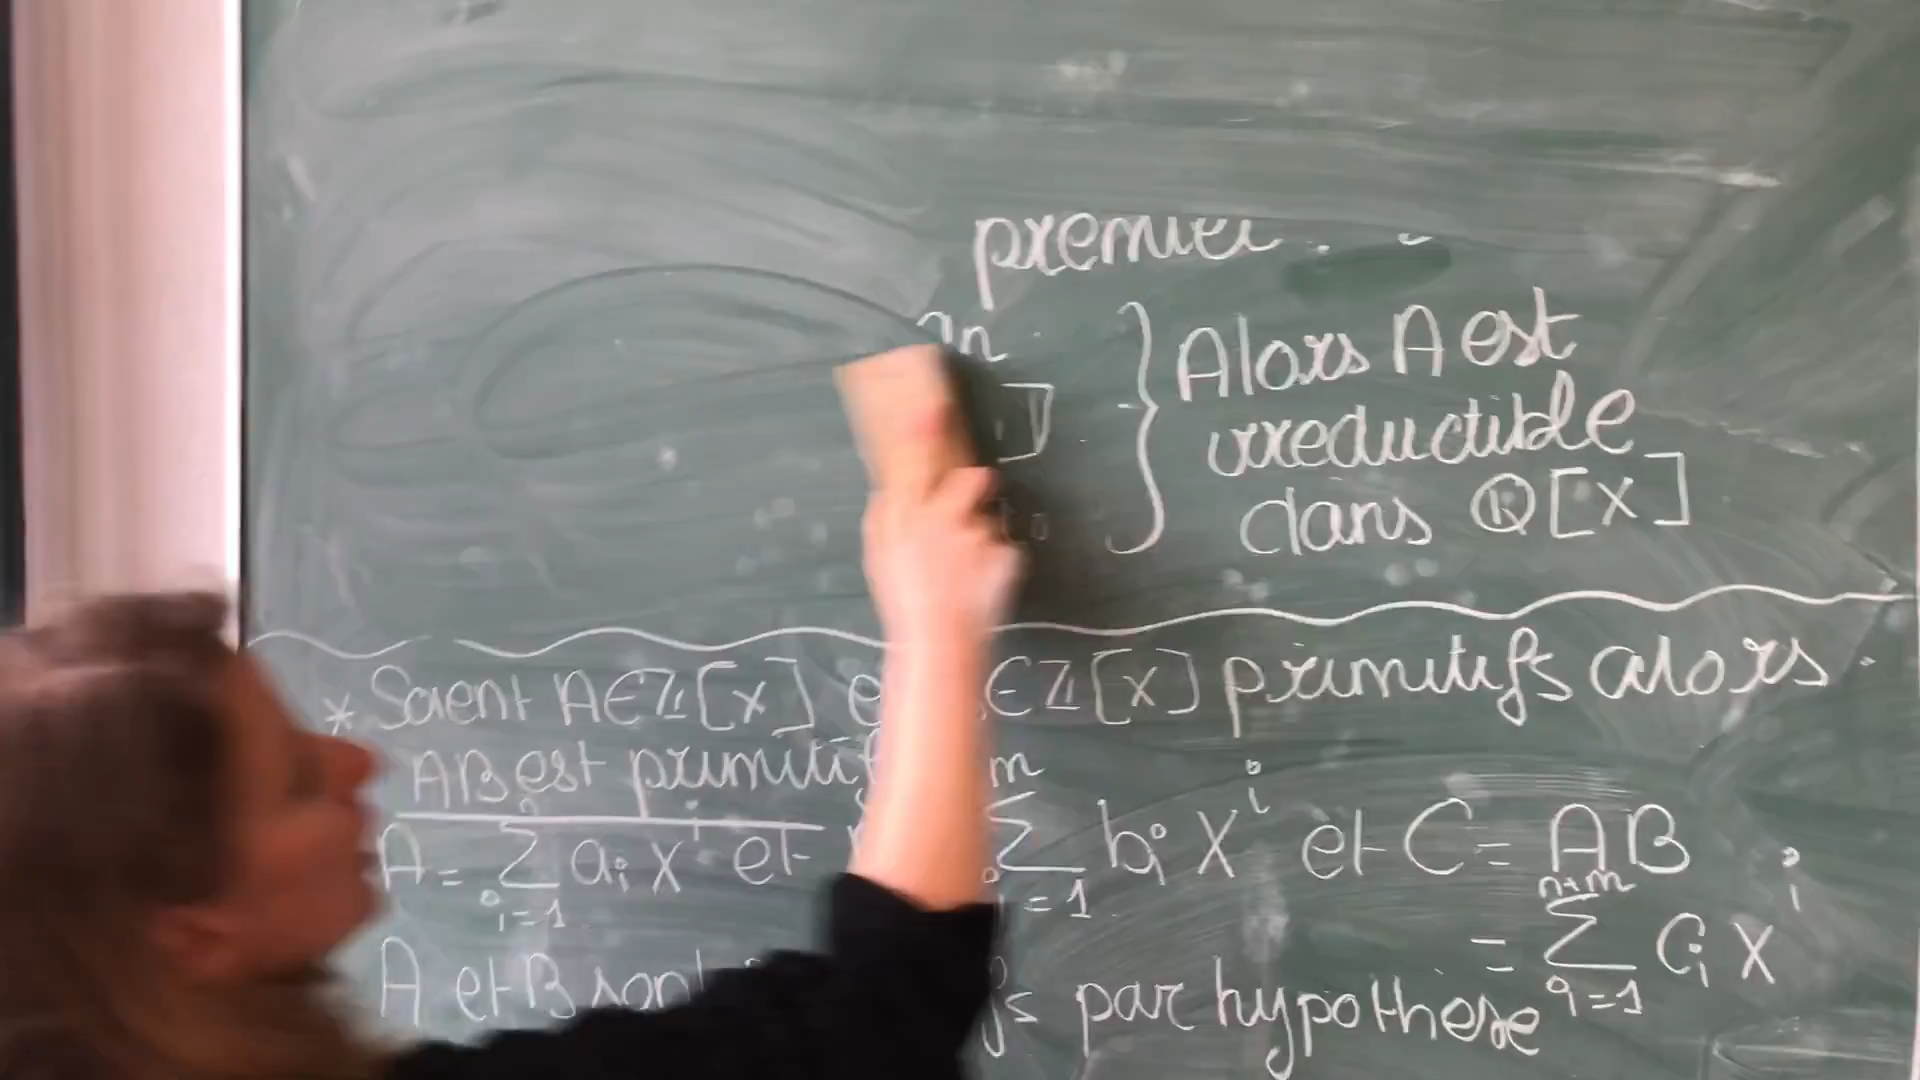 premier.
Alors A est
irreductible
dans Q[X]
* Soient A∈ℤ[X] ∈ℤ[X] primitifs alors.
AB est primitif
A = ∑ aᵢ Xⁱ et ∑ bᵢ Xⁱ et C = AB
i=1 m i=1
n+m
= ∑ Cᵢ Xⁱ
i=1
A et B sont par hypothese